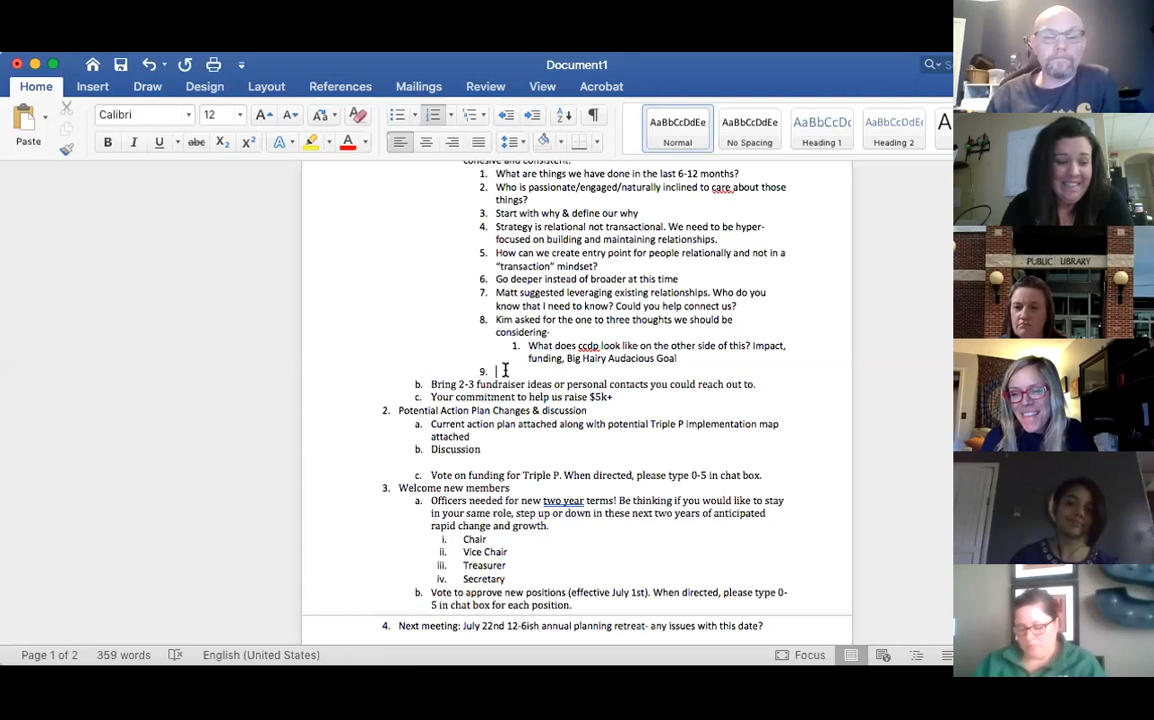 Document1
Home Insert Draw Design Layout References Mailings Review View Acrobat
Paste
Calibri 12
AaBbCcDdEe AaBbCcDdEe AaBbCcDc AaBbCcDdEe
Normal No Spacing Heading 1 Heading 2
cohesive and consistent.
1. What are things we have done in the last 6-12 months?
2. Who is passionate/engaged/naturally inclined to care about those
things?
3. Start with why & define our why
4. Strategy is relational not transactional. We need to be hyper-
focused on building and maintaining relationships.
5. How can we create entry point for people relationally and not in a
“transaction” mindset?
6. Go deeper instead of broader at this time
7. Matt suggested leveraging existing relationships. Who do you
know that I need to know? Could you help connect us?
8. Kim asked for the one to three thoughts we should be
considering-
1. What does ccdp look like on the other side of this? Impact,
funding, Big Hairy Audacious Goal
9.
b. Bring 2-3 fundraiser ideas or personal contacts you could reach out to.
c. Your commitment to help us raise $5k+
2. Potential Action Plan Changes & discussion
a. Current action plan attached along with potential Triple P implementation map
attached
b. Discussion
c. Vote on funding for Triple P. When directed, please type 0-5 in chat box.
3. Welcome new members
a. Officers needed for new two year terms! Be thinking if you would like to stay
in your same role, step up or down in these next two years of anticipated
rapid change and growth.
i. Chair
ii. Vice Chair
iii. Treasurer
iv. Secretary
b. Vote to approve new positions (effective July 1st). When directed, please type 0-
5 in chat box for each position.
4. Next meeting: July 22nd 12-6ish annual planning retreat- any issues with this date?
Page 1 of 2 359 words English (United States) Focus
PUBLIC LIBRARY